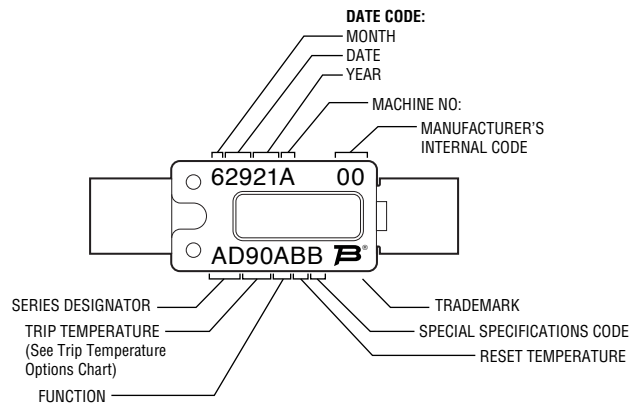 DATE CODE:
MONTH
DATE
YEAR
MACHINE NO:
MANUFACTURER'S
INTERNAL CODE
62921A 00
AD90ABB B®
SERIES DESIGNATOR
TRIP TEMPERATURE
(See Trip Temperature
Options Chart)
FUNCTION
TRADEMARK
SPECIAL SPECIFICATIONS CODE
RESET TEMPERATURE